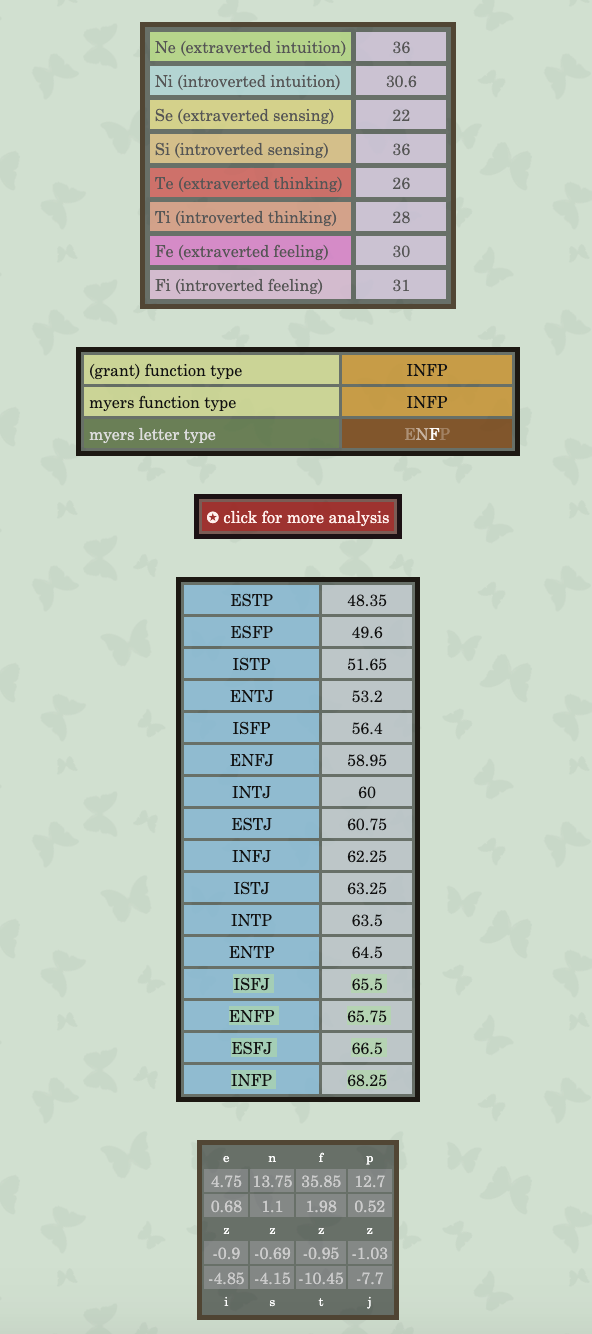 Ne (extraverted intuition) 36
Ni (introverted intuition) 30.6
Se (extraverted sensing) 22
Si (introverted sensing) 36
Te (extraverted thinking) 26
Ti (introverted thinking) 28
Fe (extraverted feeling) 30
Fi (introverted feeling) 31
(grant) function type INFP
myers function type INFP
myers letter type ENFP
✪ click for more analysis
ESTP 48.35
ESFP 49.6
ISTP 51.65
ENTJ 53.2
ISFP 56.4
ENFJ 58.95
INTJ 60
ESTJ 60.75
INFJ 62.25
ISTJ 63.25
INTP 63.5
ENTP 64.5
ISFJ 65.5
ENFP 65.75
ESFJ 66.5
INFP 68.25
e n f p
4.75 13.75 35.85 12.7
0.68 1.1 1.98 0.52
z z z z
-0.9 -0.69 -0.95 -1.03
-4.85 -4.15 -10.45 -7.7
i s t j